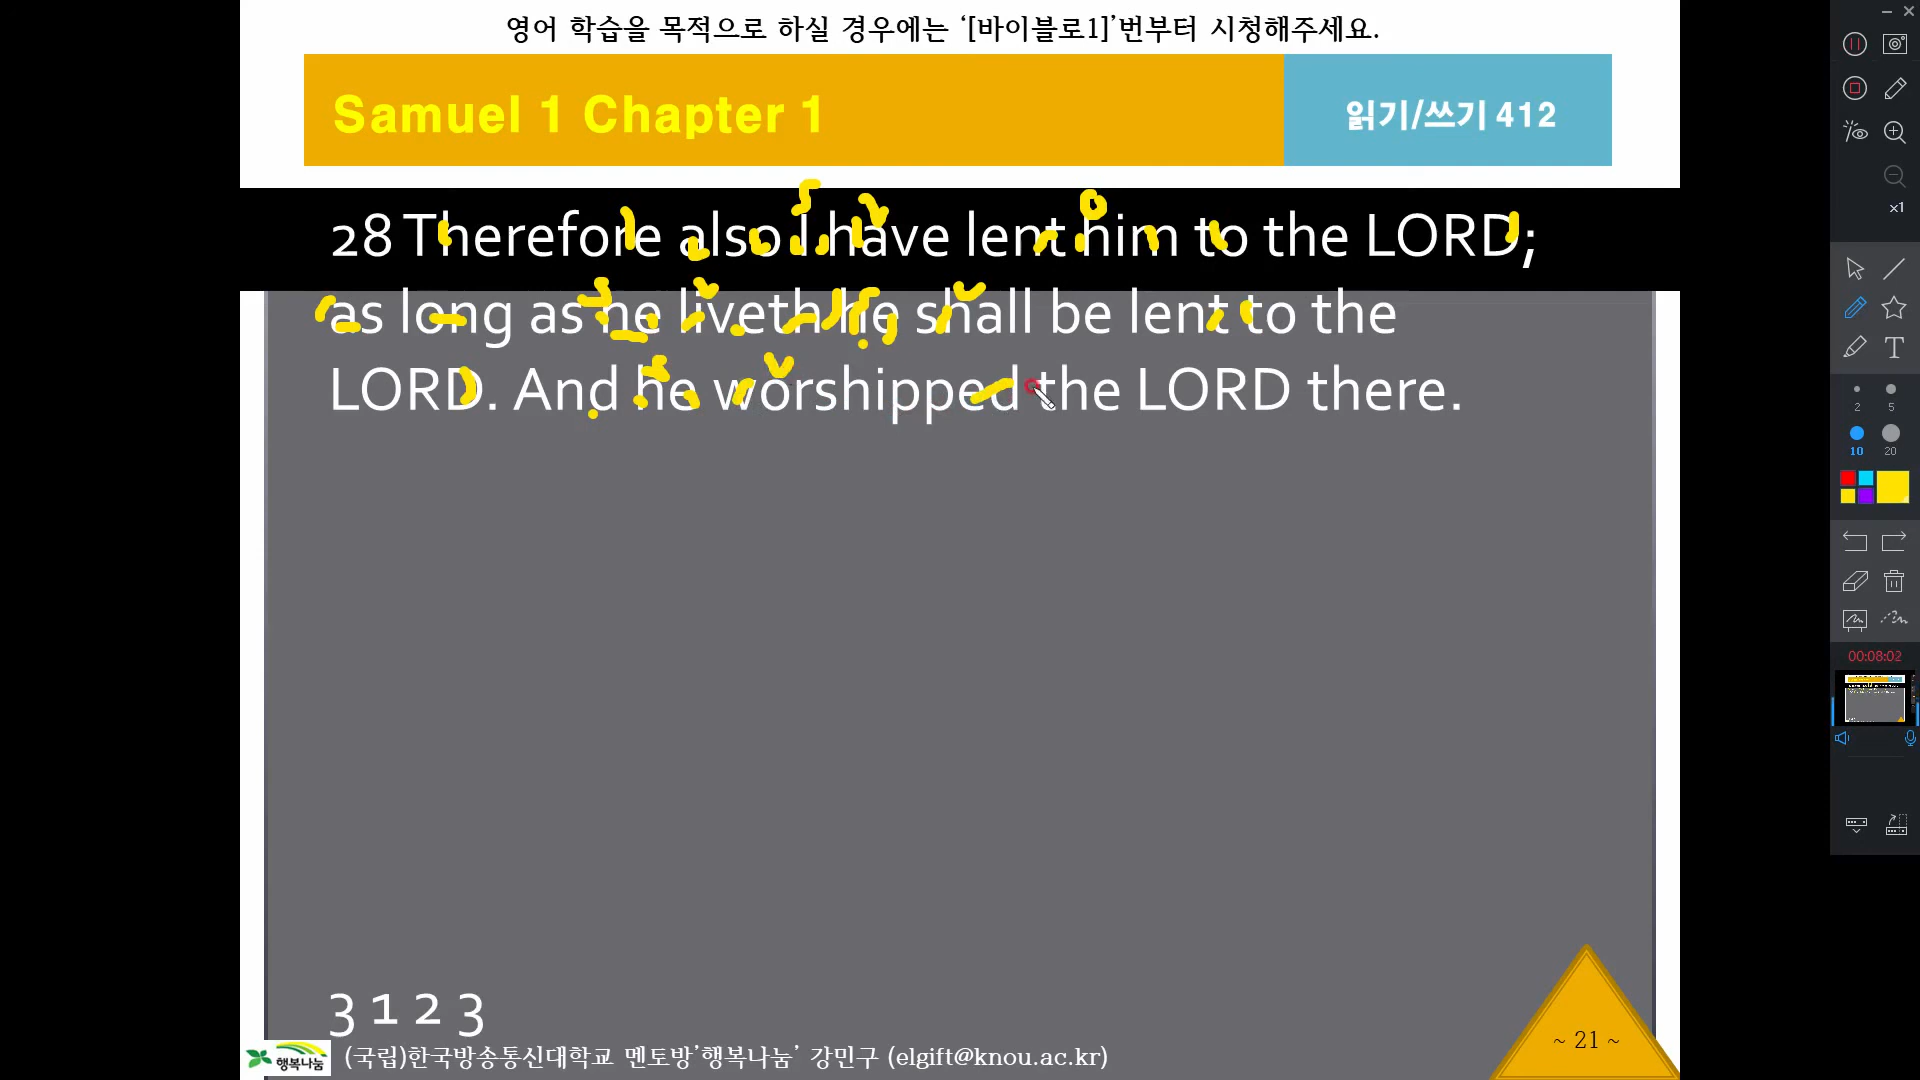 영어 학습을 목적으로 하실 경우에는 '[바이블로1]'번부터 시청해주세요.
Samuel 1 Chapter 1
읽기/쓰기 412
28 Therefore also I have lent him to the LORD;
as long as he liveth he shall be lent to the
LORD. And he worshipped the LORD there.
3 1 2 3
행복나눔
(국립)한국방송통신대학교 멘토방'행복나눔' 강민구 (elgift@knou.ac.kr)
~ 21 ~
x1
T
2 5
10 20
00:08:02